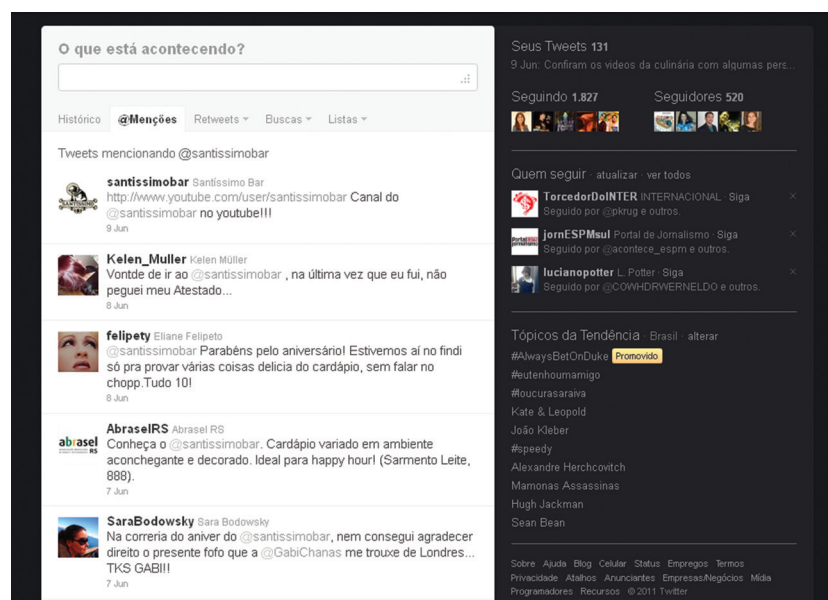 O que está acontecendo?
Histórico @Menções Retweets Buscas Listas
Tweets mencionando @santissimobar
santissimobar Santíssimo Bar
http://www.youtube.com/user/santissimobar Canal do
@santissimobar no youtube!!!
9 Jun
Kelen_Muller Kelen Müller
Vontde de ir ao @santissimobar , na última vez que eu fui, não
peguei meu Atestado...
8 Jun
felipety Eliane Felipeto
@santissimobar Parabéns pelo aniversário! Estivemos aí no findi
só pra provar várias coisas delicia do cardápio, sem falar no
chopp.Tudo 10!
8 Jun
abrasel RS
AbraselRS Abrasel RS
Conheça o @santissimobar. Cardápio variado em ambiente
aconchegante e decorado. Ideal para happy hour! (Sarmento Leite,
888).
7 Jun
SaraBodowsky Sara Bodowsky
Na correria do aniver do @santissimobar, nem consegui agradecer
direito o presente fofo que a @GabiChanas me trouxe de Londres...
TKS GABI!!!
7 Jun
Seus Tweets 131
9 Jun: Confiram os videos da culinária com algumas pers...
Seguindo 1.827 Seguidores 520
Quem seguir · atualizar · ver todos
TorcedorDoINTER INTERNACIONAL · Siga
Seguido por @pkrug e outros.
jornESPMsul Portal de Jornalismo · Siga
Seguido por @acontece_espm e outros.
lucianopotter L. Potter · Siga
Seguido por @COWHDRWERNELDO e outros.
Tópicos da Tendência · Brasil · alterar
#AlwaysBetOnDuke Promovido
#eutenhoumamigo
#loucurasaraiva
Kate & Leopold
João Kleber
#speedy
Alexandre Herchcovitch
Mamonas Assassinas
Hugh Jackman
Sean Bean
Sobre Ajuda Blog Celular Status Empregos Termos
Privacidade Atalhos Anunciantes Empresas/Negócios Mídia
Programadores Recursos © 2011 Twitter